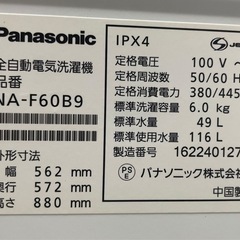 Panasonic
全自動電気洗濯機
品番
NA-F60B9
外形寸法
幅 562 mm
奥行 572 mm
高さ 880 mm
IPX4
定格電圧 100 V
定格周波数 50/60 H
定格消費電力 380/445
標準洗濯容量 6.0 kg
標準水量 49 L
標準使用水量 116 L
製造番号 162240127
PS E パナソニック株式会
中国製